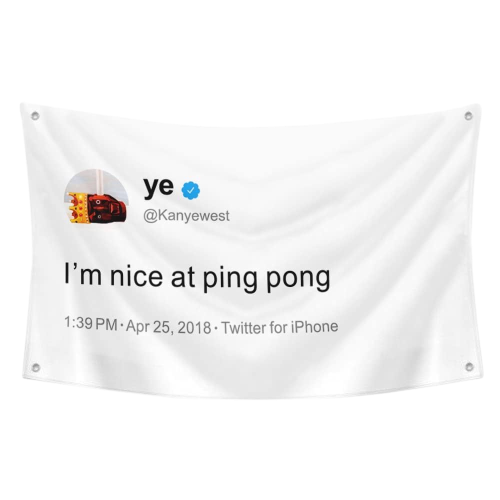 ye
@Kanyewest
I'm nice at ping pong
1:39 PM · Apr 25, 2018 · Twitter for iPhone